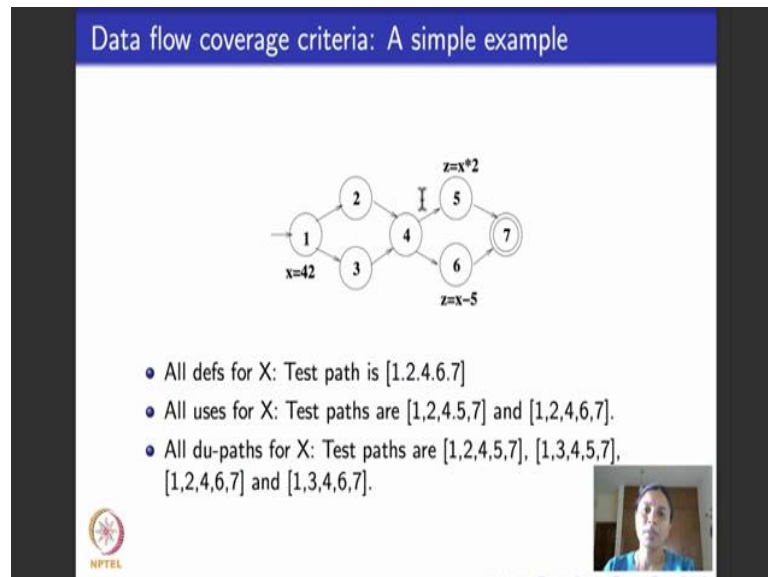 Data flow coverage criteria: A simple example
z=x*2
2
5
1
4
7
x=42
3
6
z=x−5
All defs for X: Test path is [1.2.4.6.7]
All uses for X: Test paths are [1,2,4.5,7] and [1,2,4,6,7].
All du-paths for X: Test paths are [1,2,4,5,7], [1,3,4,5,7],
[1,2,4,6,7] and [1,3,4,6,7].
NPTEL